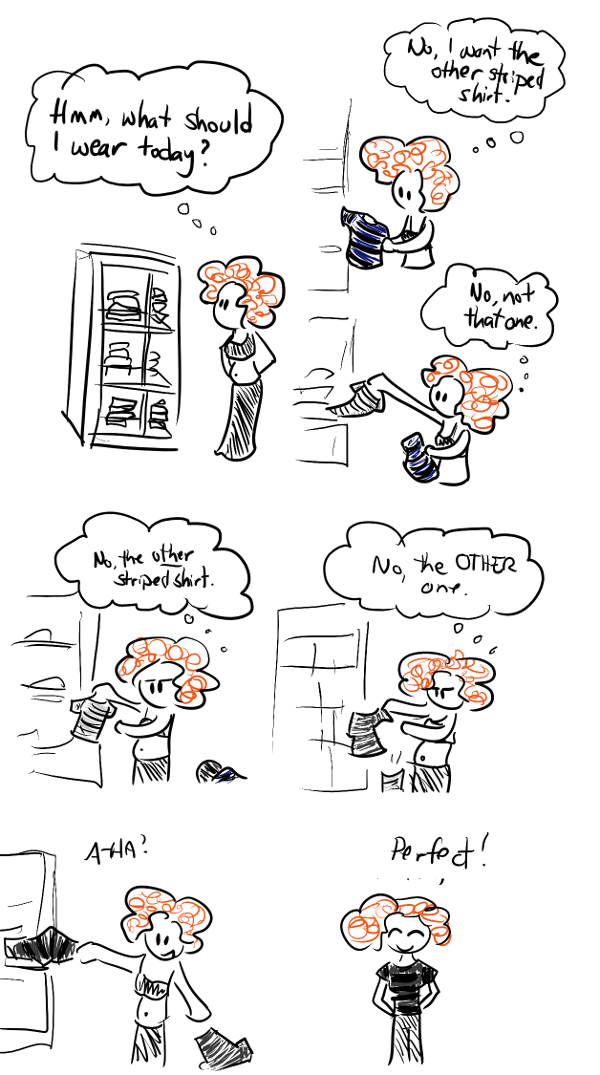 Hmm, what should
I wear today?
No, I want the
other striped
shirt.
No, not
that one.
No, the other
striped shirt.
No, the OTHER
one.
A-HA!
Perfect!